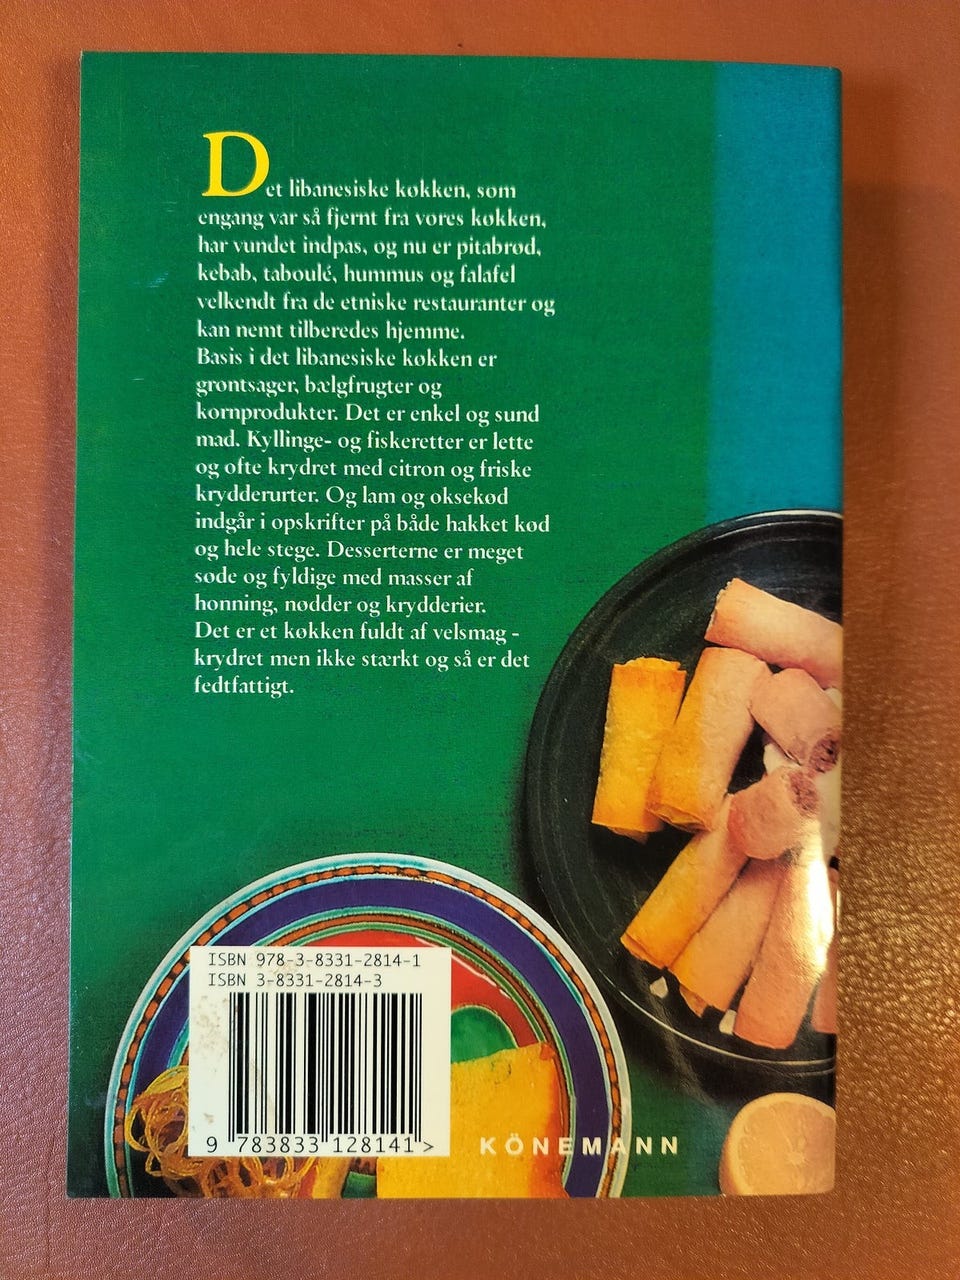 Det libanesiske køkken, som
engang var så fjernt fra vores køkken,
har vundet indpas, og nu er pitabrød,
kebab, taboulé, hummus og falafel
velkendt fra de etniske restauranter og
kan nemt tilberedes hjemme.
Basis i det libanesiske køkken er
grøntsager, bælgfrugter og
kornprodukter. Det er enkel og sund
mad. Kyllinge- og fiskeretter er lette
og ofte krydret med citron og friske
krydderurter. Og lam og oksekød
indgår i opskrifter på både hakket kød
og hele stege. Desserterne er meget
søde og fyldige med masser af
honning, nødder og krydderier.
Det er et køkken fuldt af velsmag -
krydret men ikke stærkt og så er det
fedtfattigt.
ISBN 978-3-8331-2814-1
ISBN 3-8331-2814-3
9 783833 128141 >
KÖNEMANN